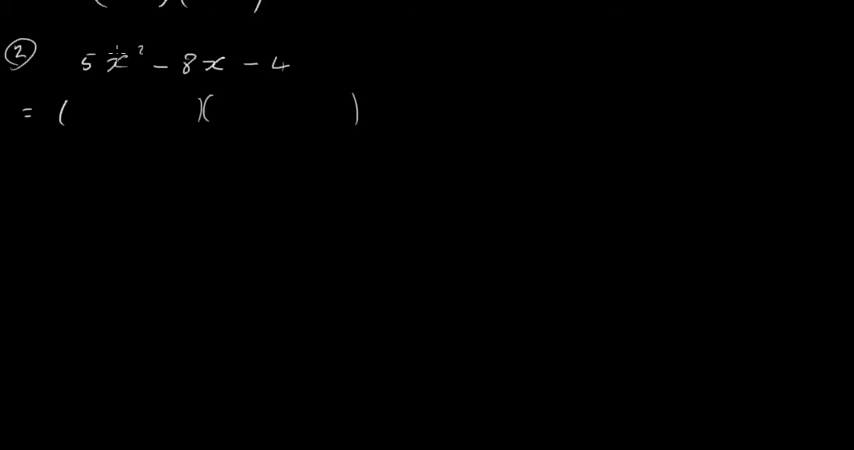 ② 5x² - 8x - 4
= ( )( )